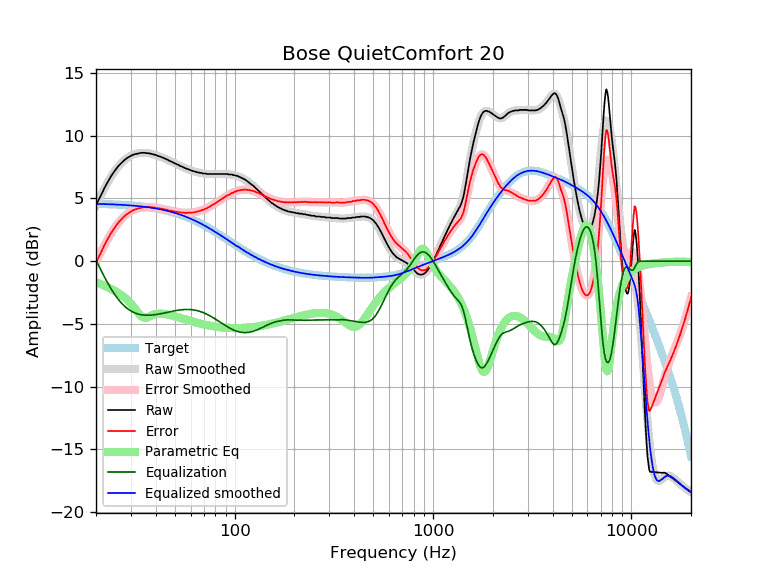 Bose QuietComfort 20
15
10
5
0
−5
−10
−15
−20
Amplitude (dBr)
Target
Raw Smoothed
Error Smoothed
Raw
Error
Parametric Eq
Equalization
Equalized smoothed
100
1000
10000
Frequency (Hz)